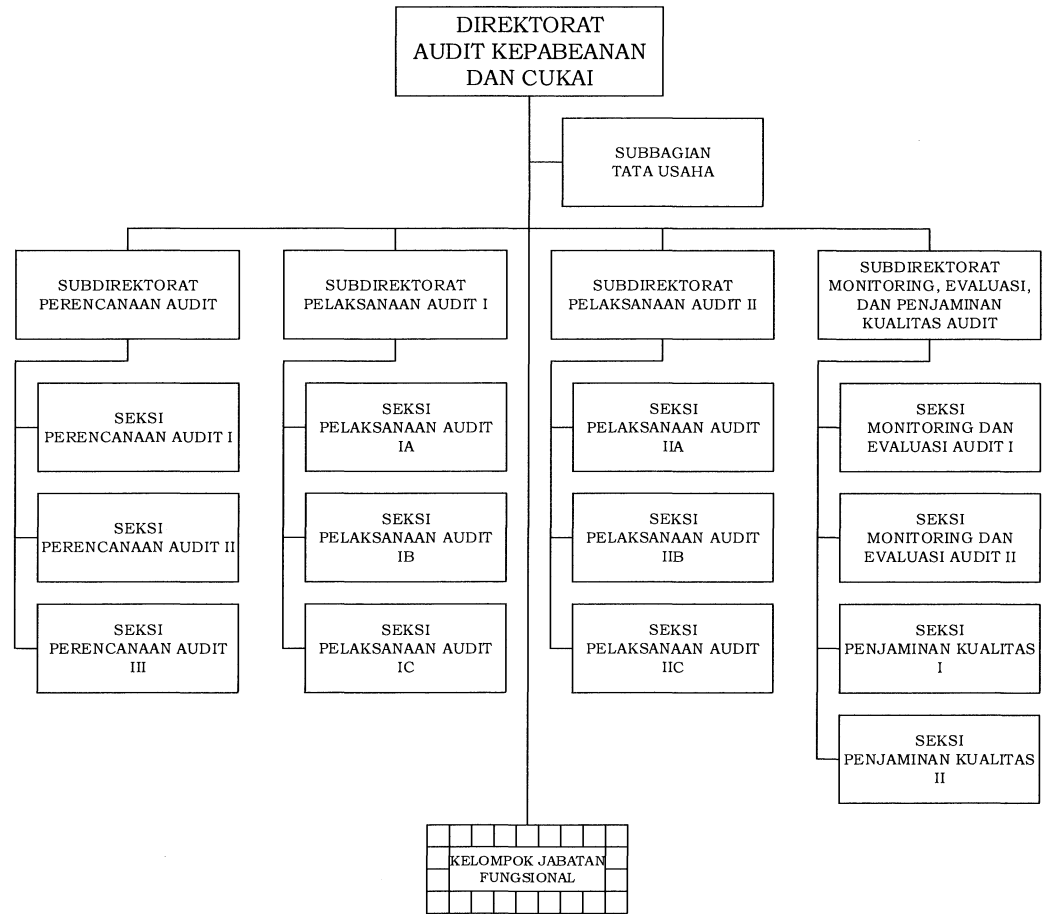 DIREKTORAT
AUDIT KEPABEANAN
DAN CUKAI
SUBBAGIAN
TATA USAHA
SUBDIREKTORAT
PERENCANAAN AUDIT
SUBDIREKTORAT
PELAKSANAAN AUDIT I
SUBDIREKTORAT
PELAKSANAAN AUDIT II
SUBDIREKTORAT
MONITORING, EVALUASI,
DAN PENJAMINAN
KUALITAS AUDIT
SEKSI
PERENCANAAN AUDIT I
SEKSI
PELAKSANAAN AUDIT
IA
SEKSI
PELAKSANAAN AUDIT
IIA
SEKSI
MONITORING DAN
EVALUASI AUDIT I
SEKSI
PERENCANAAN AUDIT II
SEKSI
PELAKSANAAN AUDIT
IB
SEKSI
PELAKSANAAN AUDIT
IIB
SEKSI
MONITORING DAN
EVALUASI AUDIT II
SEKSI
PERENCANAAN AUDIT
III
SEKSI
PELAKSANAAN AUDIT
IC
SEKSI
PELAKSANAAN AUDIT
IIC
SEKSI
PENJAMINAN KUALITAS
I
SEKSI
PENJAMINAN KUALITAS
II
KELOMPOK JABATAN
FUNGSIONAL